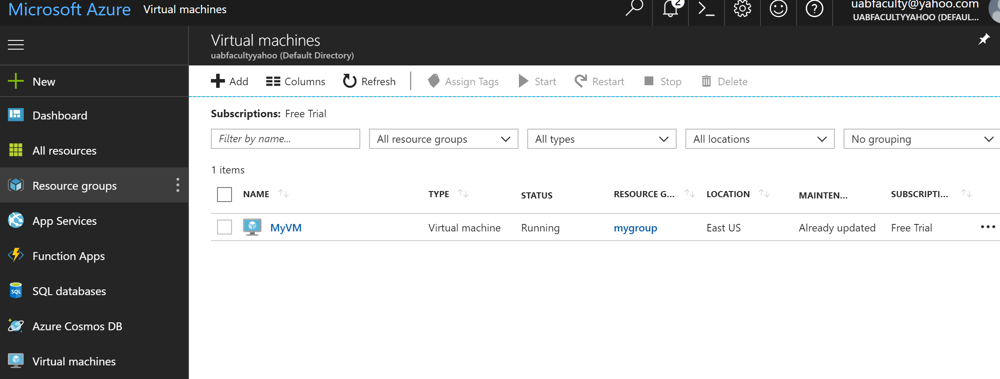 Microsoft Azure Virtual machines
2
uabfaculty@yahoo.com
UABFACULTYYAHOO (DEFAUL...
Virtual machines
uabfacultyyahoo (Default Directory)
New
Dashboard
All resources
Resource groups
App Services
Function Apps
SQL
SQL databases
Azure Cosmos DB
Virtual machines
Add Columns Refresh Assign Tags Start Restart Stop Delete
Subscriptions: Free Trial
Filter by name... All resource groups All types All locations No grouping
1 items
NAME TYPE STATUS RESOURCE G... LOCATION MAINTEN... SUBSCRIPTI...
MyVM Virtual machine Running mygroup East US Already updated Free Trial